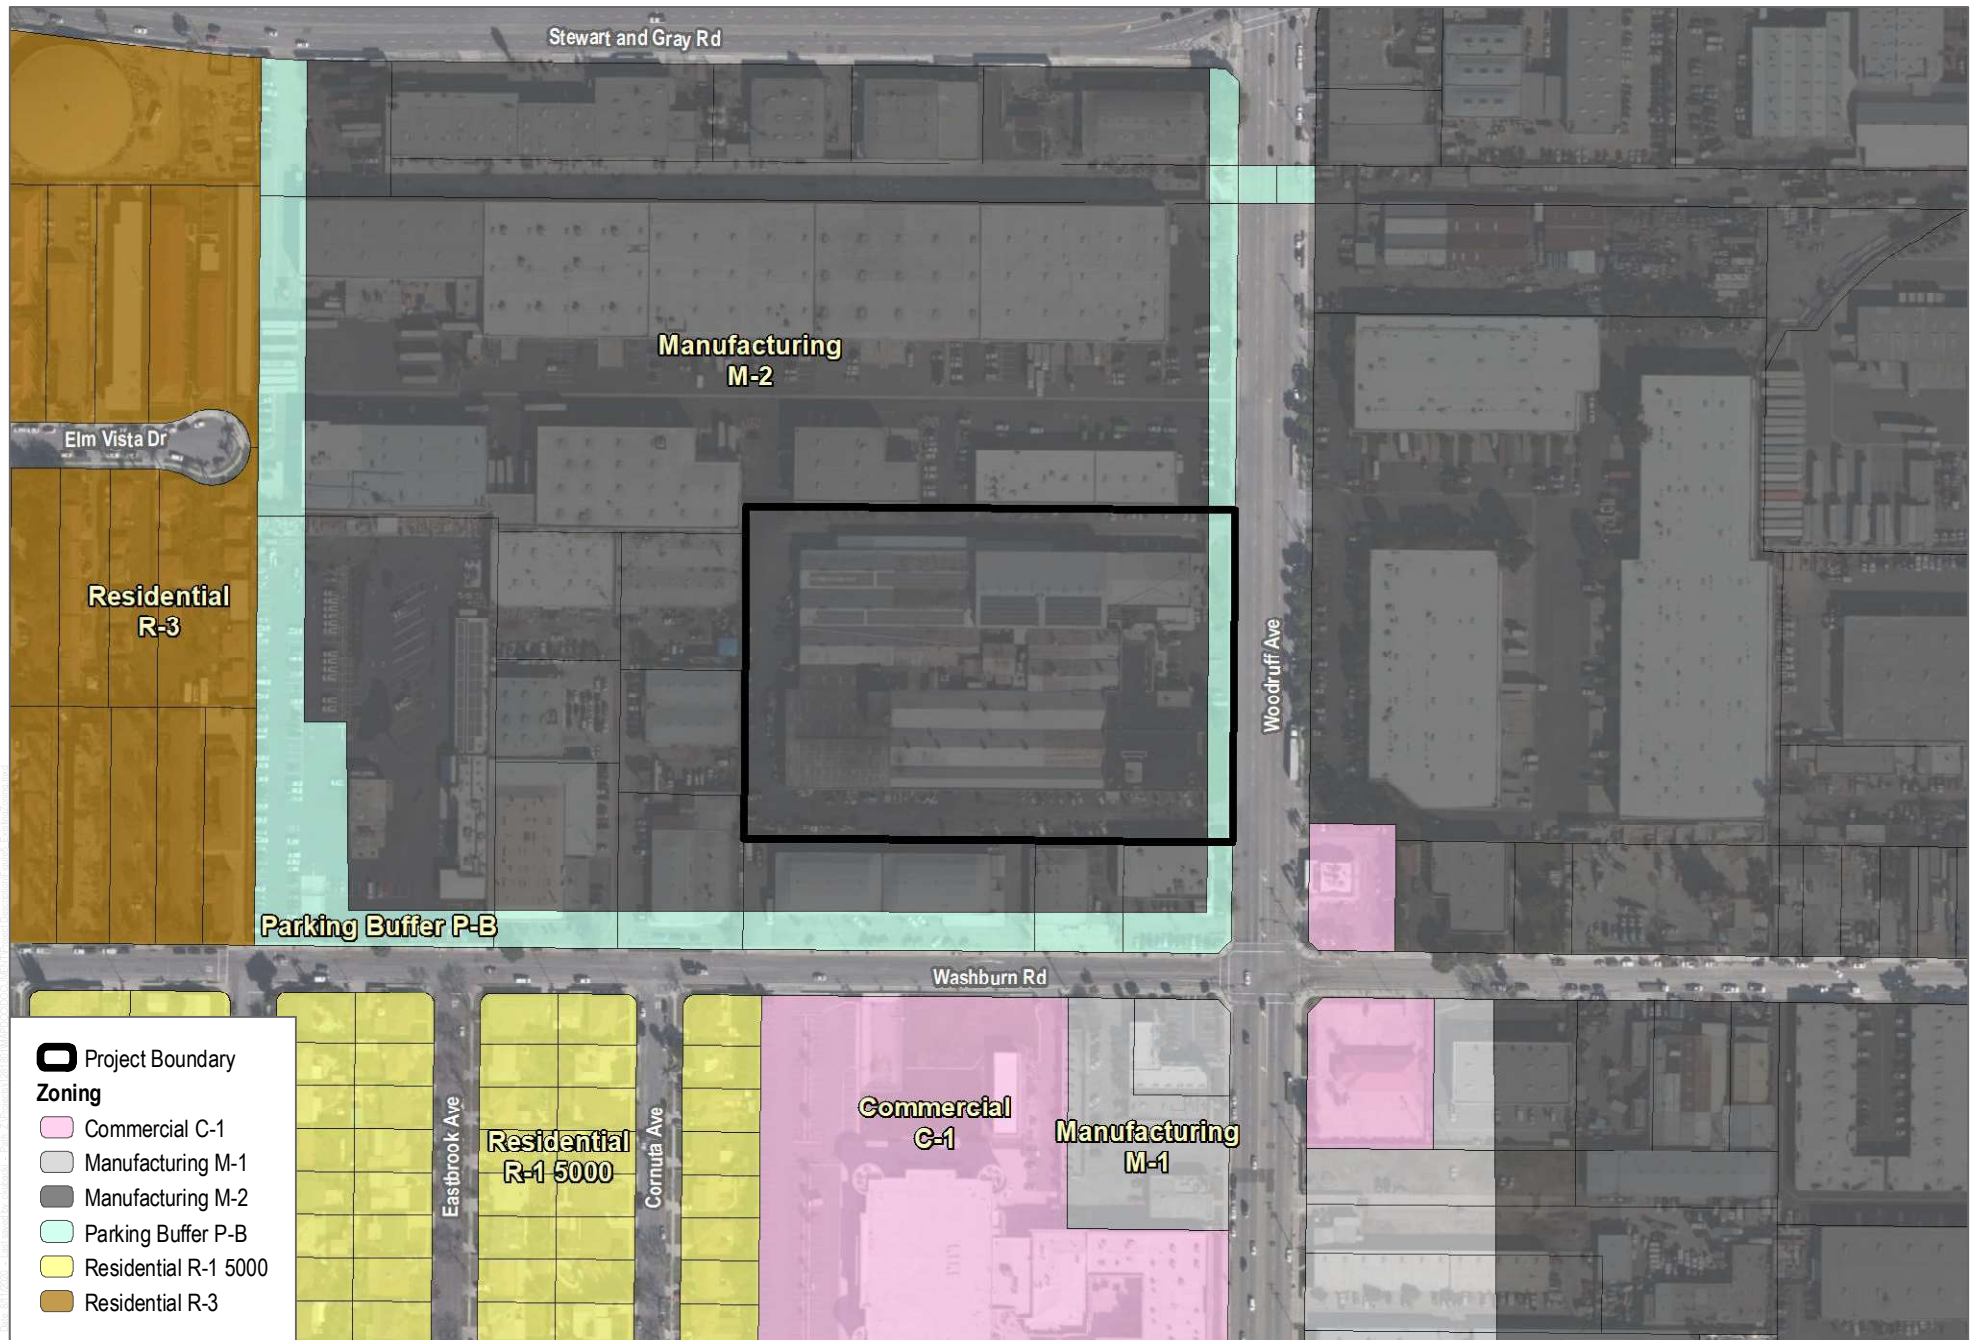 Stewart and Gray Rd
Manufacturing
M-2
Elm Vista Dr
Residential
R-3
Woodruff Ave
Parking Buffer P-B
Washburn Rd
Eastbrook Ave
Residential
R-1 5000
Cornuta Ave
Commercial
C-1
Manufacturing
M-1
Project Boundary
Zoning
Commercial C-1
Manufacturing M-1
Manufacturing M-2
Parking Buffer P-B
Residential R-1 5000
Residential R-3